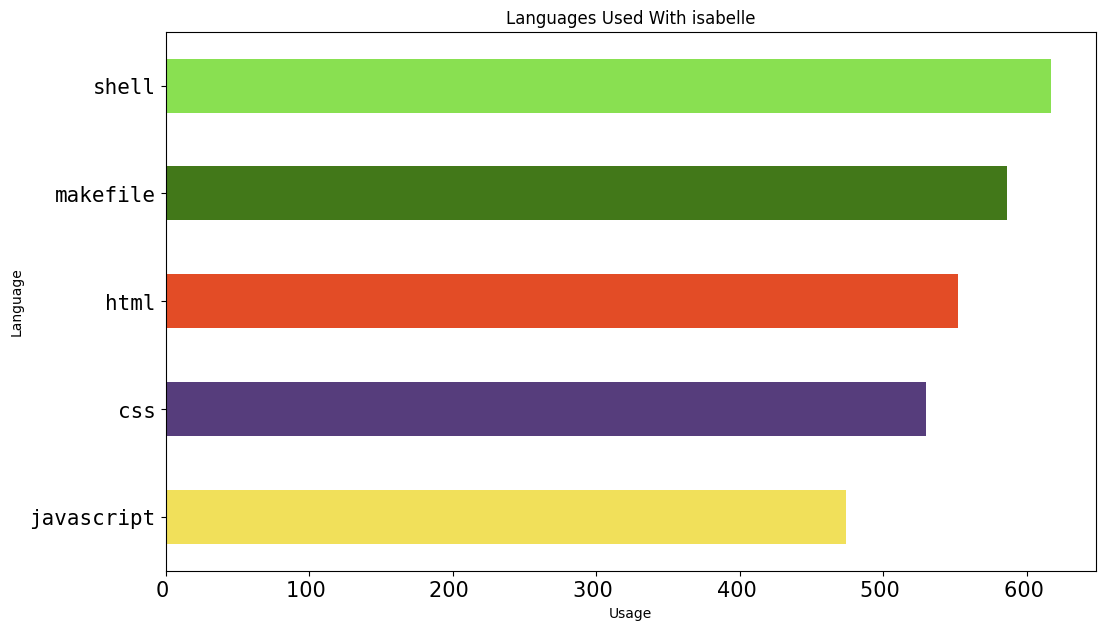 Languages Used With isabelle
Language
shell
makefile
html
css
javascript
0 100 200 300 400 500 600
Usage